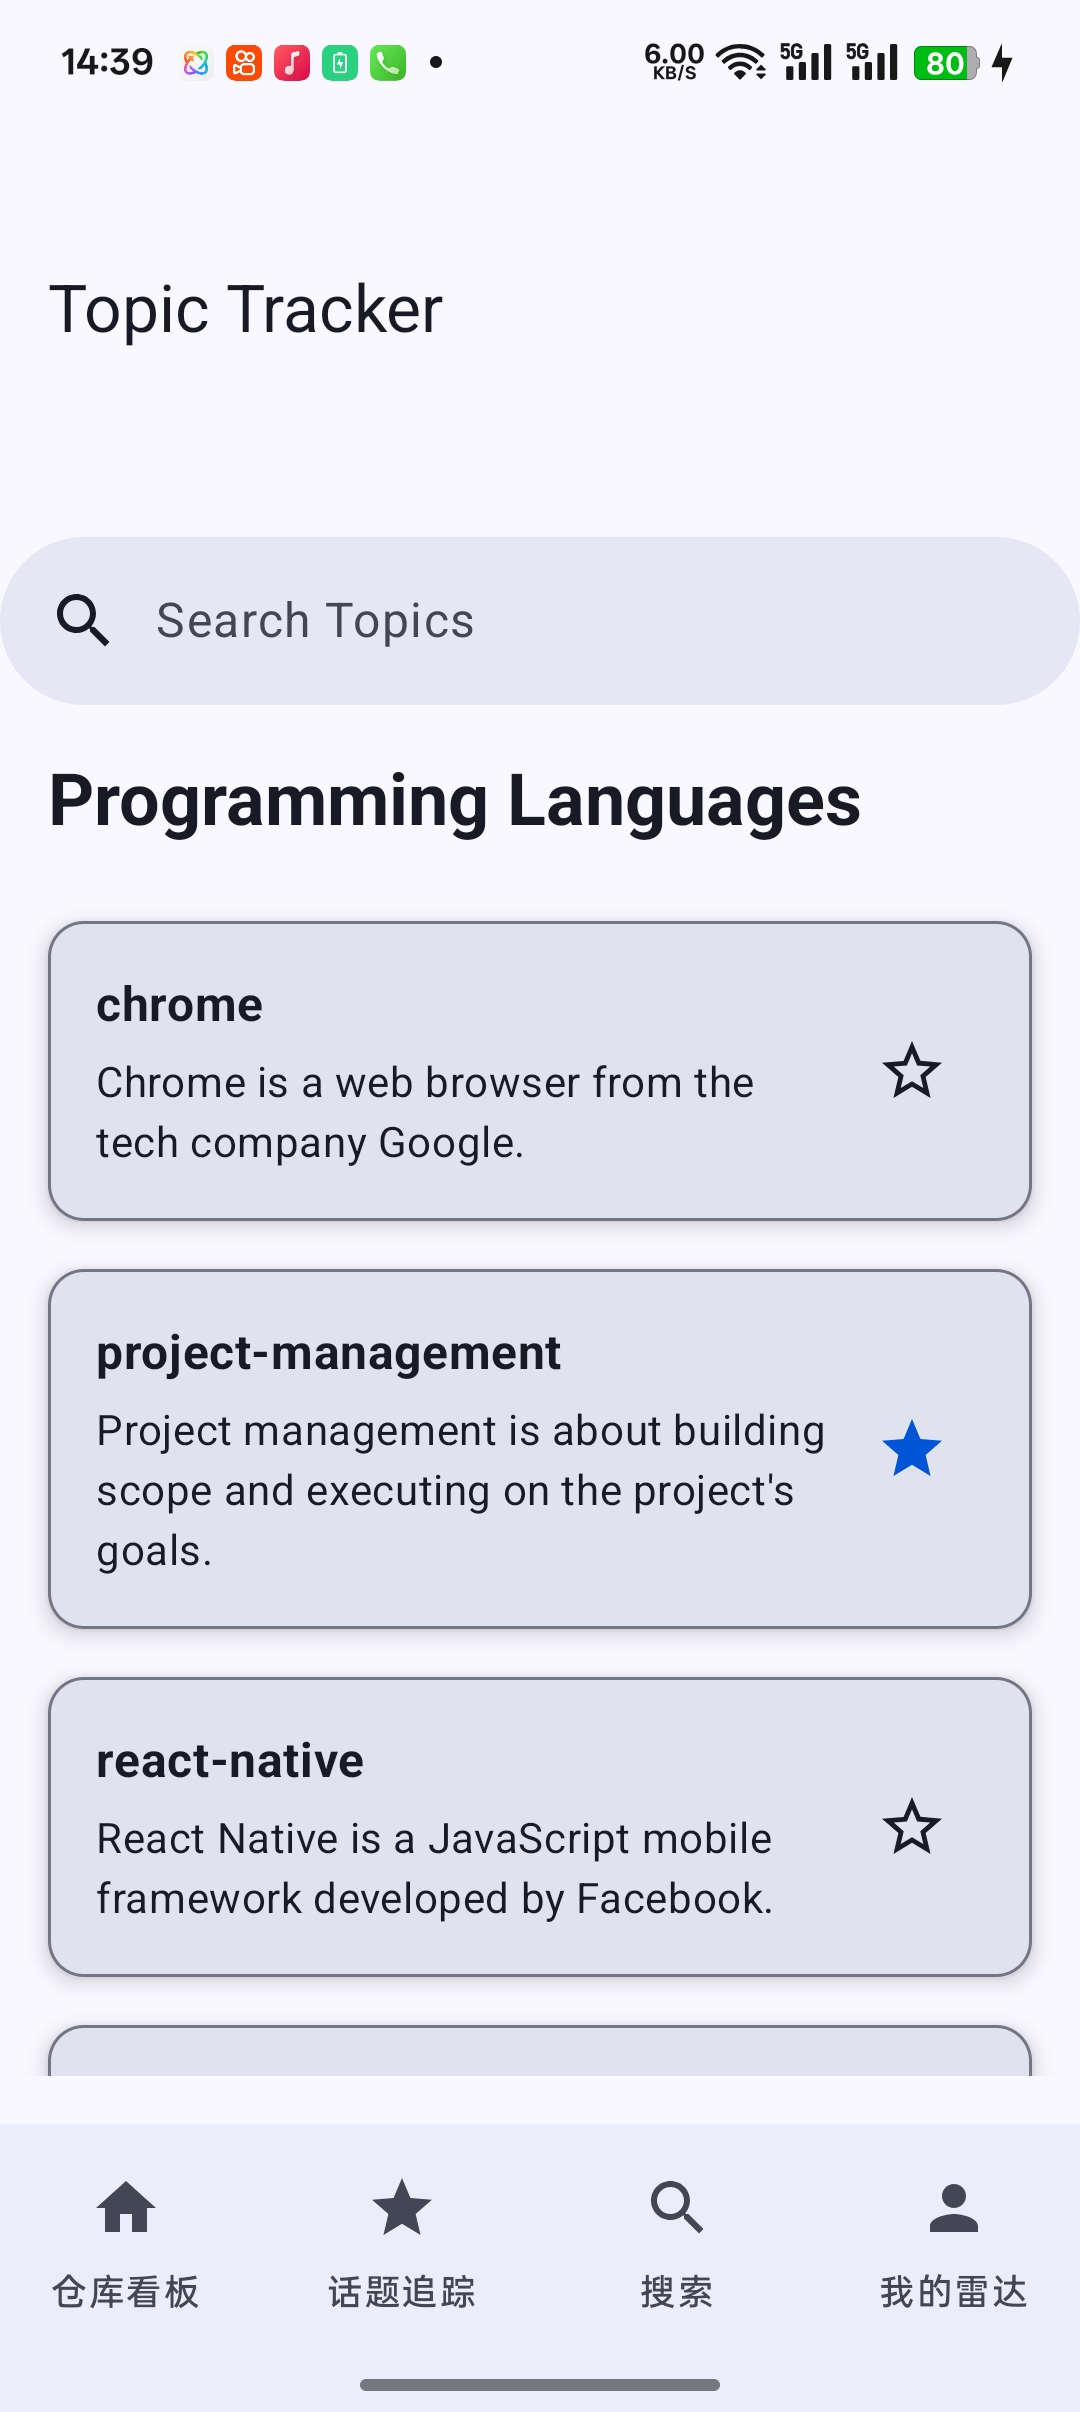 14:39
6.00
KB/S
5G
5G
80
Topic Tracker
Search Topics
Programming Languages
chrome
Chrome is a web browser from the
tech company Google.
project-management
Project management is about building
scope and executing on the project's
goals.
react-native
React Native is a JavaScript mobile
framework developed by Facebook.
仓库看板
话题追踪
搜索
我的雷达